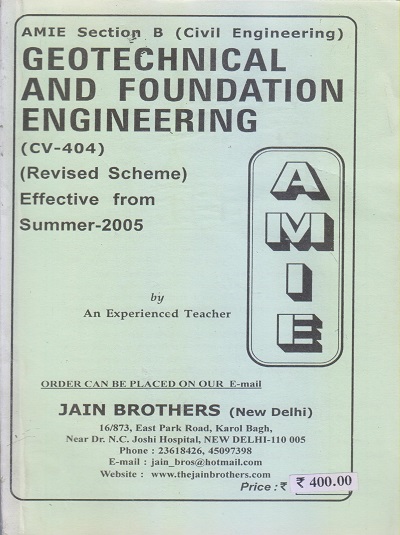 AMIE Section B (Civil Engineering)
GEOTECHNICAL
AND FOUNDATION
ENGINEERING
(CV-404)
(Revised Scheme)
Effective from
Summer-2005
AMIE
by
An Experienced Teacher
ORDER CAN BE PLACED ON OUR E-mail
JAIN BROTHERS (New Delhi)
16/873, East Park Road, Karol Bagh,
Near Dr. N.C. Joshi Hospital, NEW DELHI-110 005
Phone : 23618426, 45097398
E-mail : jain_bros@hotmail.com
Website : www.thejainbrothers.com
Price : ₹ ₹ 400.00